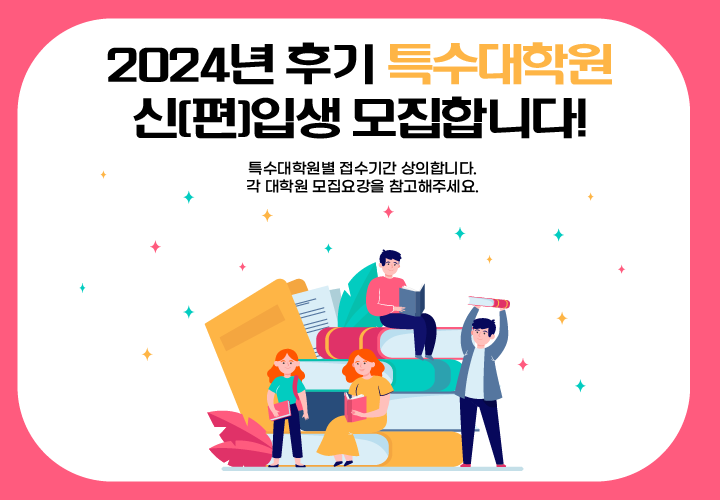 2024년 후기 특수대학원
신(편)입생 모집합니다!
특수대학원별 접수기간 상의합니다.
각 대학원 모집요강을 참고해주세요.